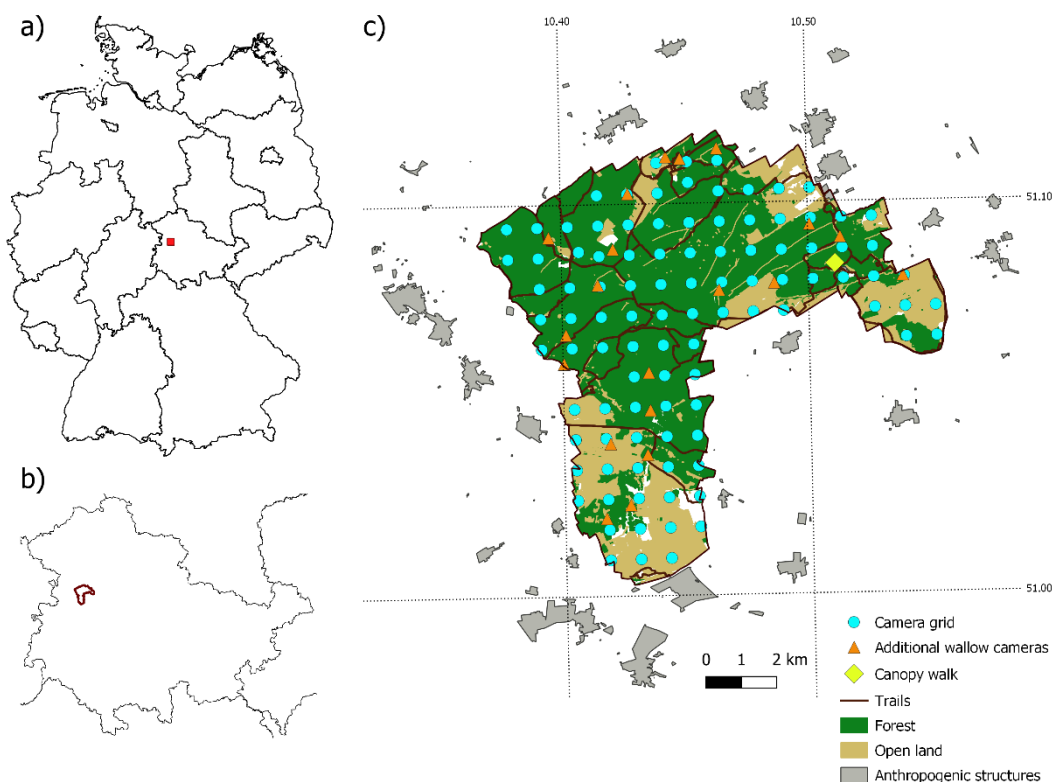 a)
b)
c)
10.40
10.50
51.10
51.00
0 1 2 km
Camera grid
Additional wallow cameras
Canopy walk
Trails
Forest
Open land
Anthropogenic structures